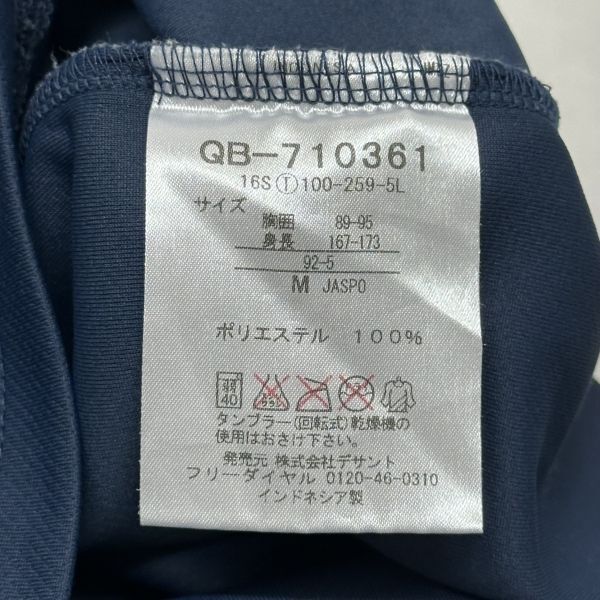 QB-710361
16S Ⓣ 100-259-5L
サイズ
胸囲 89-95
身長 167-173
92-5
M JASPO
ポリエステル 100%
40
タンブラー(回転式)乾燥機の
使用はおさけ下さい。
発売元 株式会社デサント
フリーダイヤル 0120-46-0310
インドネシア製